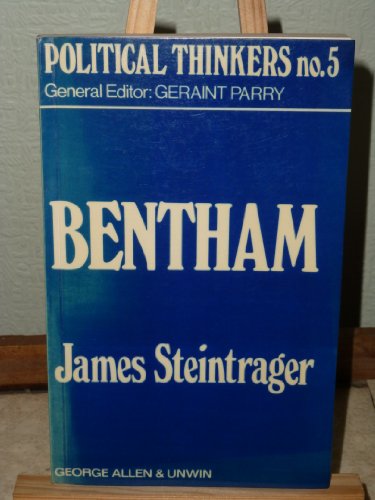 POLITICAL THINKERS no.5
General Editor: GERAINT PARRY
BENTHAM
James Steintrager
GEORGE ALLEN & UNWIN